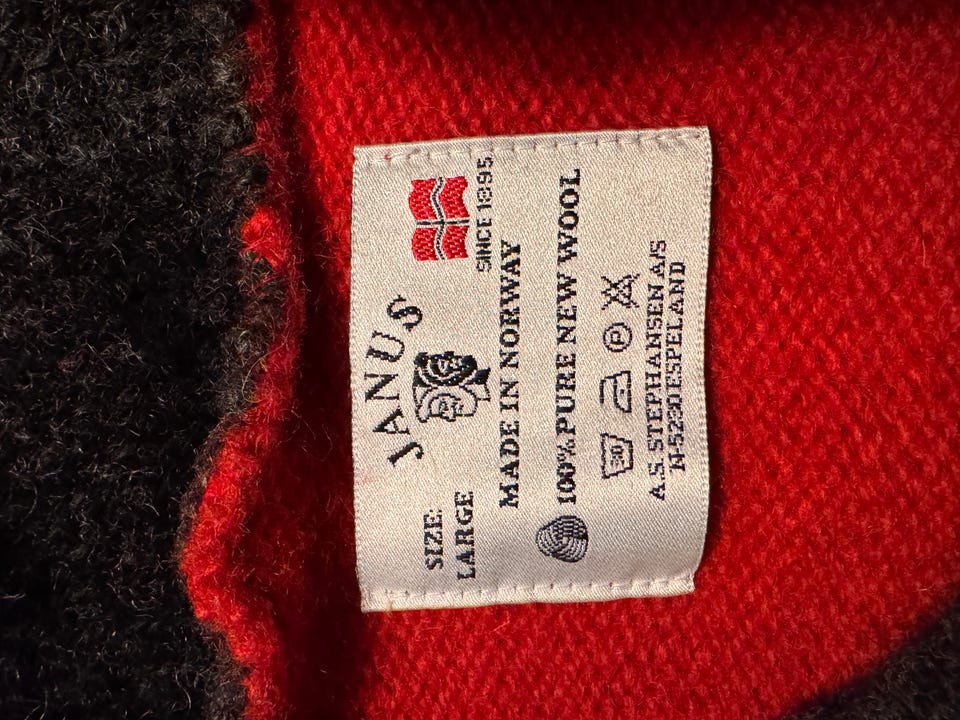 JANUS
SINCE 1895
SIZE:
LARGE
MADE IN NORWAY
100% PURE NEW WOOL
30 P
A.S. STEPHANSEN A/S
N-5230 ESPELAND